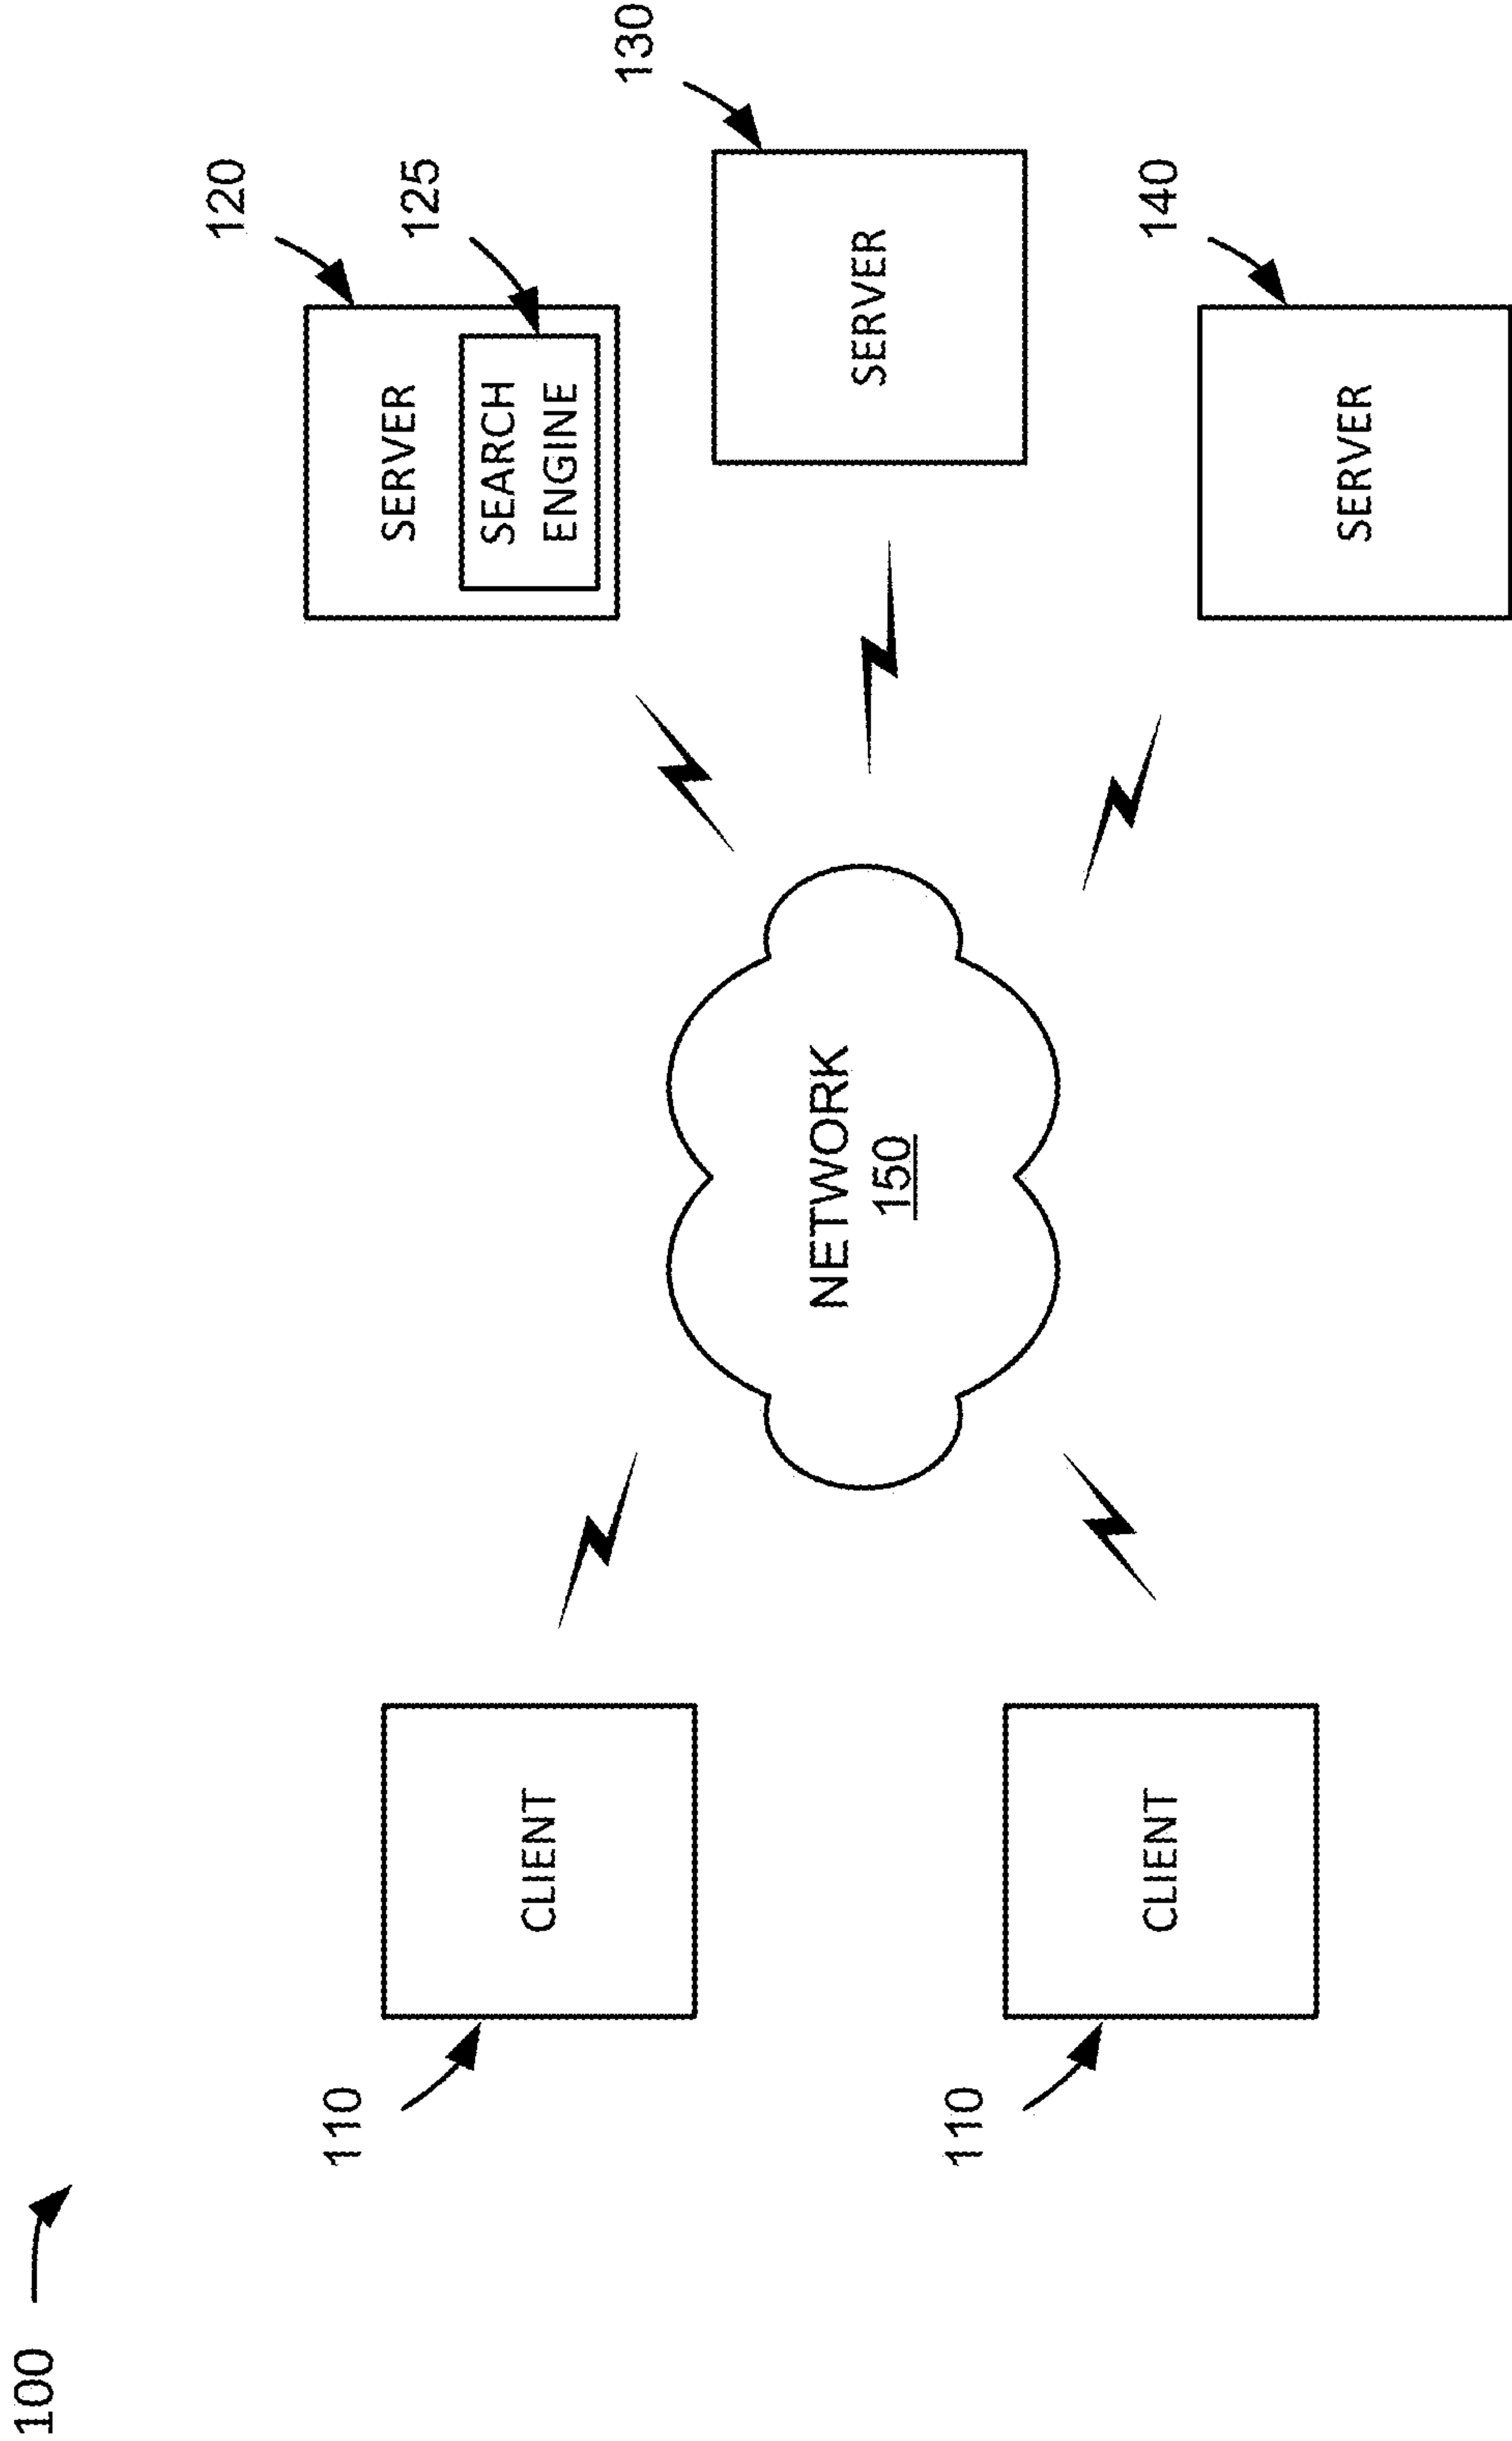 100
110
CLIENT
110
CLIENT
NETWORK
150
120
SERVER
125
SEARCH
ENGINE
130
SERVER
140
SERVER